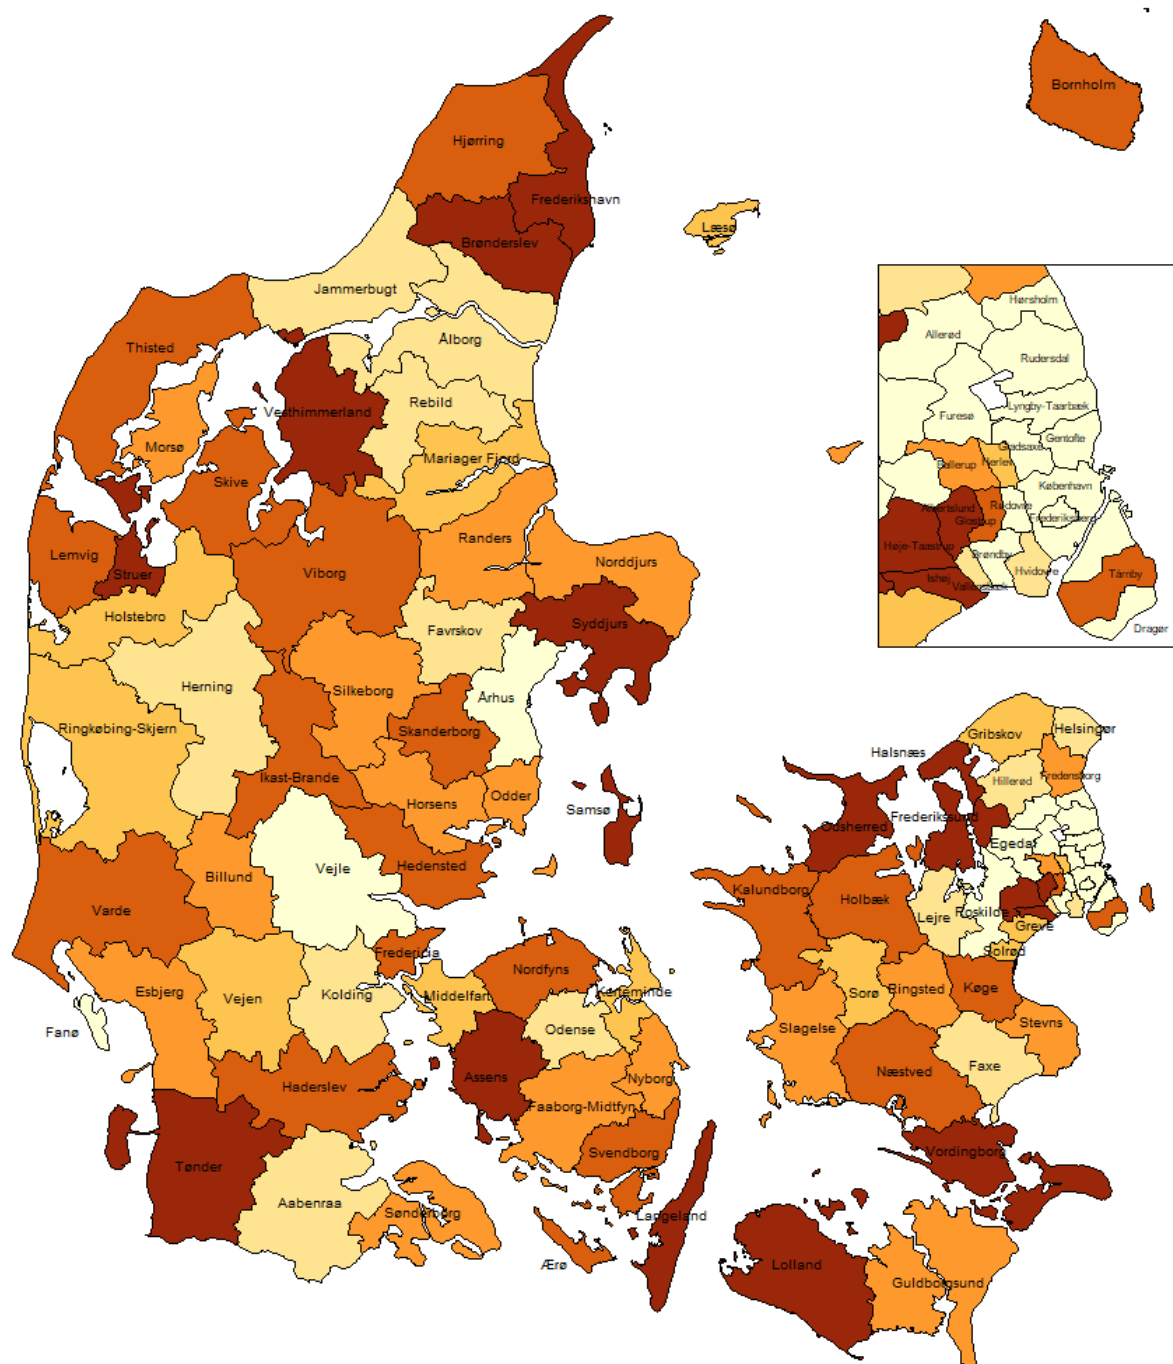 Bornholm
Hjørring
Frederikshavn
Læsø
Brønderslev
Jammerbugt
Thisted
Ålborg
Vesthimmerland
Rebild
Morsø
Mariager Fjord
Skive
Randers
Lemvig
Norddjurs
Viborg
Struer
Holstebro
Syddjurs
Favrskov
Herning
Silkeborg
Århus
Ringkøbing-Skjern
Skanderborg
Ikast-Brande
Horsens
Odder
Samsø
Vejle
Hedensted
Billund
Varde
Fredericia
Esbjerg
Vejen
Kolding
Fanø
Middelfart
Nordfyns
Kerteminde
Odense
Haderslev
Assens
Nyborg
Faaborg-Midtfyn
Svendborg
Tønder
Aabenraa
Sønderborg
Langeland
Ærø
Hørsholm
Allerød
Rudersdal
Furesø
Lyngby-Taarbæk
Gentofte
Gladsaxe
Ballerup
Herlev
København
Albertslund
Rødovre
Glostrup
Frederiksberg
Høje-Taastrup
Brøndby
Hvidovre
Ishøj
Vallensbæk
Tårnby
Dragør
Gribskov
Helsingør
Halsnæs
Hillerød
Fredensborg
Odsherred
Frederikssund
Egedal
Kalundborg
Holbæk
Lejre
Roskilde
Greve
Solrød
Sorø
Ringsted
Køge
Slagelse
Stevns
Næstved
Faxe
Vordingborg
Lolland
Guldborgsund